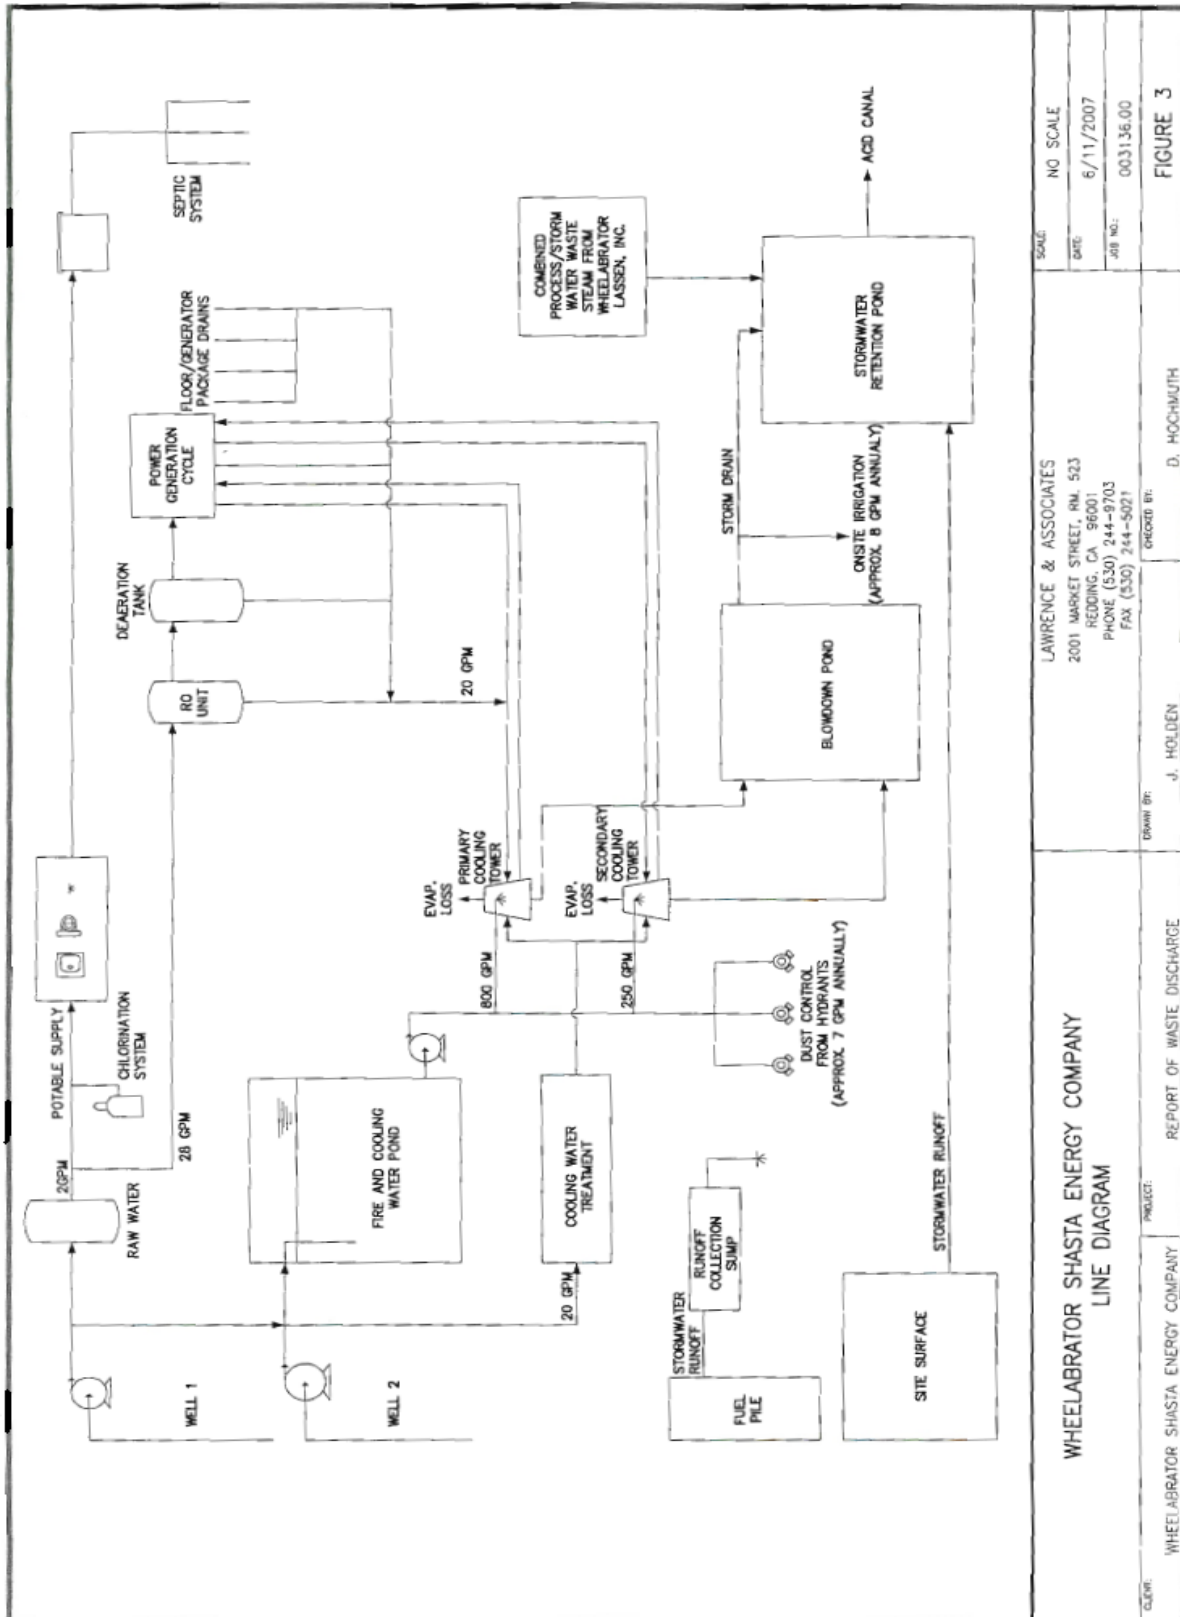 SEPTIC
SYSTEM
FLOOR/GENERATOR
PACKAGE DRAINS
POWER
GENERATION
CYCLE
DEAERATION
TANK
RO
UNIT
20 GPM
POTABLE SUPPLY
CHLORINATION
SYSTEM
2GPM
28 GPM
RAW WATER
WELL 1
WELL 2
FIRE AND COOLING
WATER POND
20 GPM
COOLING WATER
TREATMENT
EVAP.
LOSS
PRIMARY
COOLING
TOWER
800 GPM
EVAP.
LOSS
SECONDARY
COOLING
TOWER
250 GPM
DUST CONTROL
FROM HYDRANTS
(APPROX. 7 GPM ANNUALLY)
COMBINED
PROCESS/STORM
WATER WASTE
STEAM FROM
WHEELABRATOR
LASSEN, INC.
ACID CANAL
STORMWATER
RETENTION POND
STORM DRAIN
ONSITE IRRIGATION
(APPROX. 8 GPM ANNUALY)
BLOWDOWN POND
STORMWATER
RUNOFF
RUNOFF
COLLECTION
SUMP
FUEL
PILE
STORMWATER RUNOFF
SITE SURFACE
WHEELABRATOR SHASTA ENERGY COMPANY
LINE DIAGRAM
LAWRENCE & ASSOCIATES
2001 MARKET STREET, RM. 523
REDDING, CA 96001
PHONE (530) 244-9703
FAX (530) 244-5021
SCALE: NO SCALE
DATE: 6/11/2007
JOB NO.: 003136.00
CLIENT: WHEELABRATOR SHASTA ENERGY COMPANY
PROJECT: REPORT OF WASTE DISCHARGE
DRAWN BY: J. HOLDEN
CHECKED BY: D. HOCHMUTH
FIGURE 3